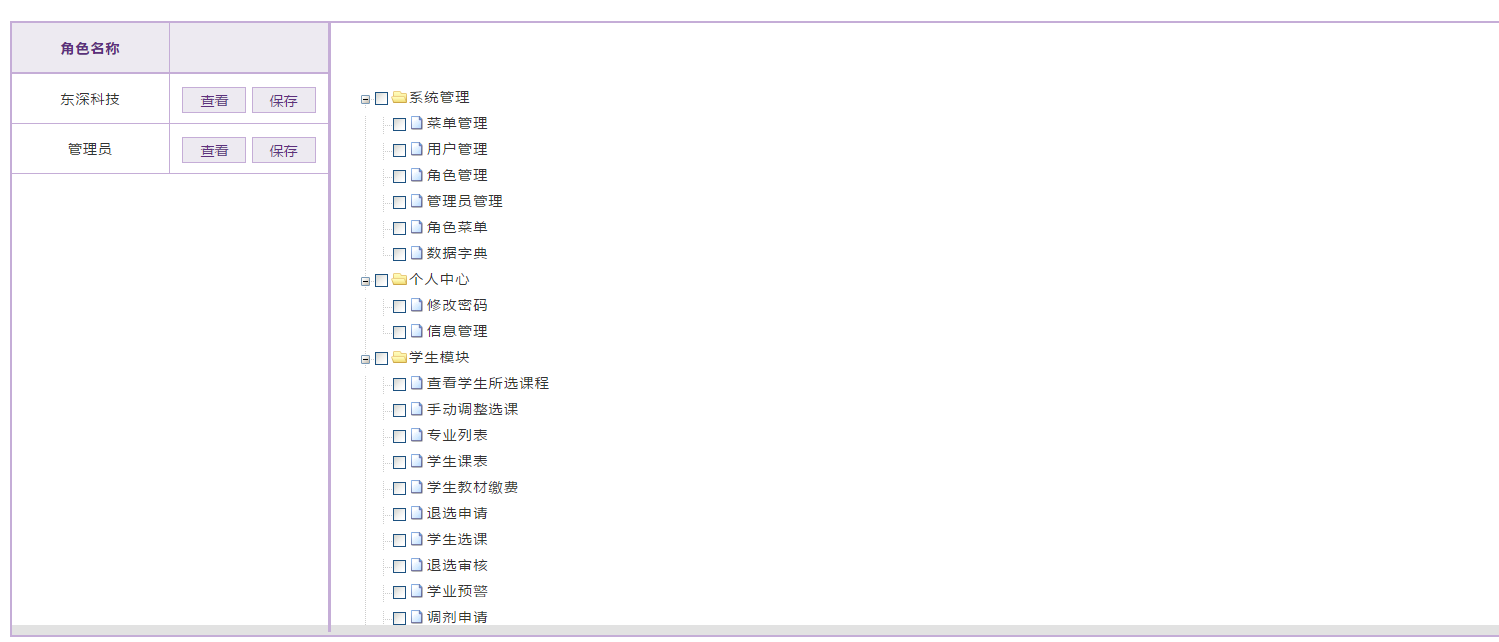 角色名称
东深科技 查看 保存
管理员 查看 保存
系统管理
菜单管理
用户管理
角色管理
管理员管理
角色菜单
数据字典
个人中心
修改密码
信息管理
学生模块
查看学生所选课程
手动调整选课
专业列表
学生课表
学生教材缴费
退选申请
学生选课
退选审核
学业预警
调剂申请